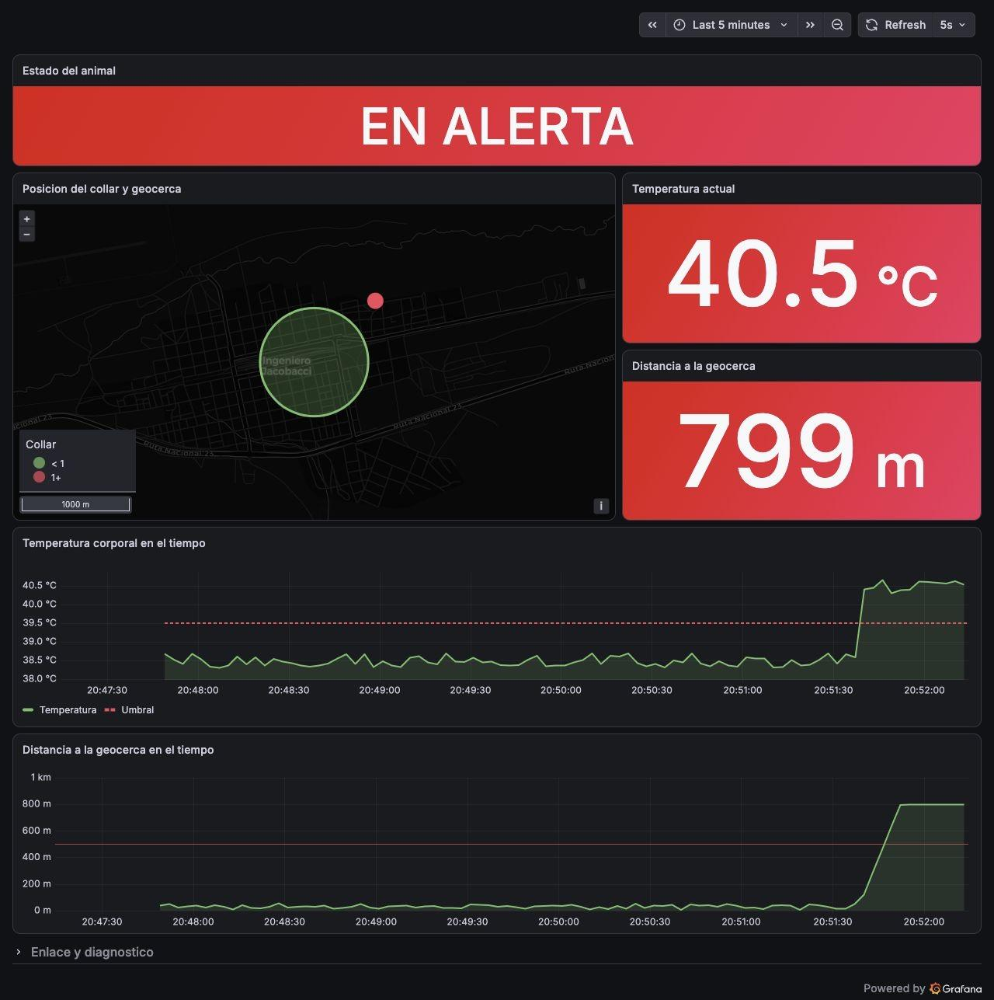 Last 5 minutes
Refresh
5s
Estado del animal
EN ALERTA
Posicion del collar y geocerca
+
−
Ingeniero
Jacobacci
Ruta Nacional 23
Ruta Nacional 23
Ruta Nacion
cional 23
Collar
< 1
1+
1000 m
i
Temperatura actual
40.5 °C
Distancia a la geocerca
799 m
Temperatura corporal en el tiempo
40.5 °C
40.0 °C
39.5 °C
39.0 °C
38.5 °C
38.0 °C
20:47:30 20:48:00 20:48:30 20:49:00 20:49:30 20:50:00 20:50:30 20:51:00 20:51:30 20:52:00
Temperatura Umbral
Distancia a la geocerca en el tiempo
1 km
800 m
600 m
400 m
200 m
0 m
20:47:30 20:48:00 20:48:30 20:49:00 20:49:30 20:50:00 20:50:30 20:51:00 20:51:30 20:52:00
Enlace y diagnostico
Powered by Grafana